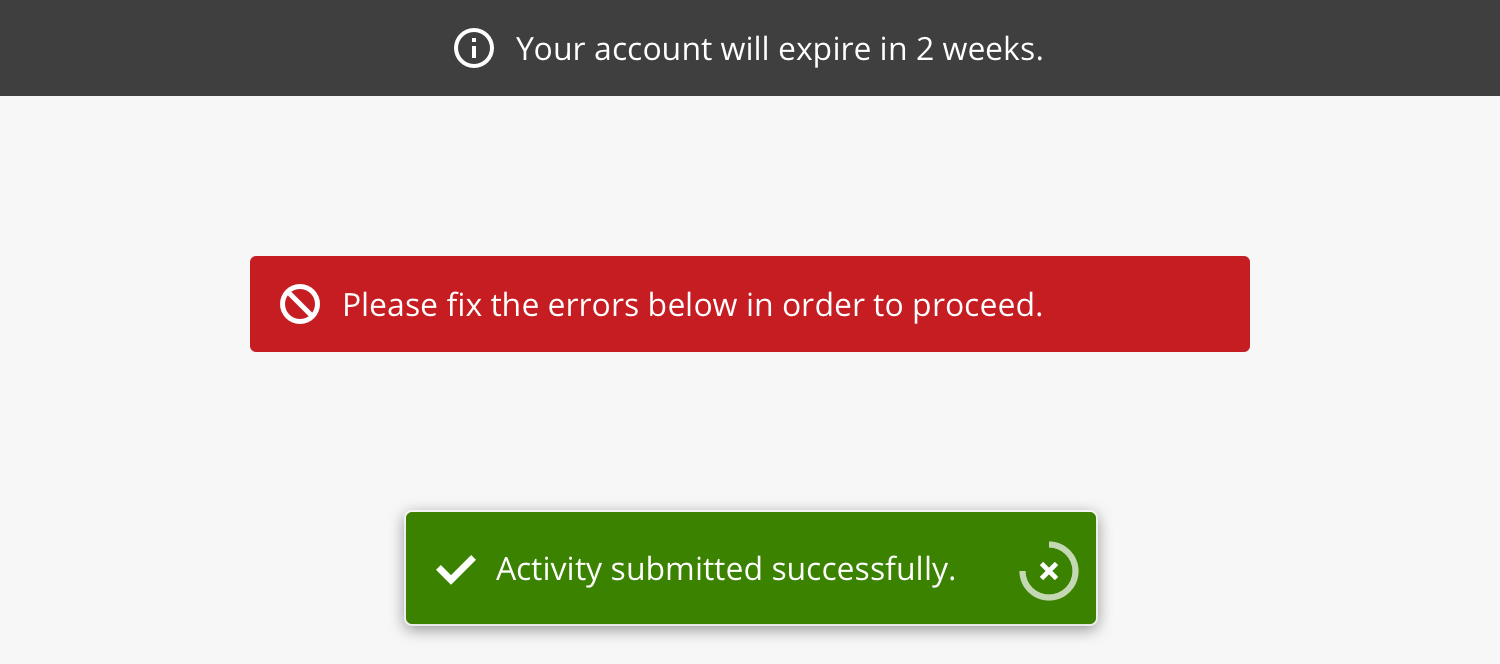 Your account will expire in 2 weeks.
Please fix the errors below in order to proceed.
Activity submitted successfully.